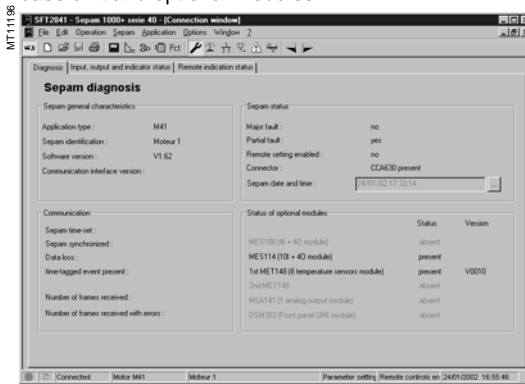 MT11196
SFT2841 - Sepam 1000+ serie 40 - [Connection window]
File Edit Operation Sepam Application Options Window ?
Fct
Diagnosis Input, output and indicator status Remote indication status
Sepam diagnosis
Sepam general characteristics
Application type : M41
Sepam identification : Moteur 1
Software version : V1.62
Communication interface version :
Sepam status
Major fault : no
Partial fault : yes
Remote setting enabled : no
Connector : CCA630 present
Sepam date and time : 24/01/02 17:33:14 ...
Communication
Sepam time-set :
Sepam synchronized :
Data loss :
time-tagged event present :
Number of frames received :
Number of frames received with errors :
Status of optional modules
Status Version
MES108 (4I + 4O module) absent
MES114 (10I + 4O module) present
1st MET148 (8 temperature sensors module) present V0010
2nd MET148 absent
MSA141 (1 analog output module) absent
DSM303 (Front panel UMI module) absent
Connected Motor M41 Moteur 1 Parameter setting Remote controls en 24/01/2002 16:55:46